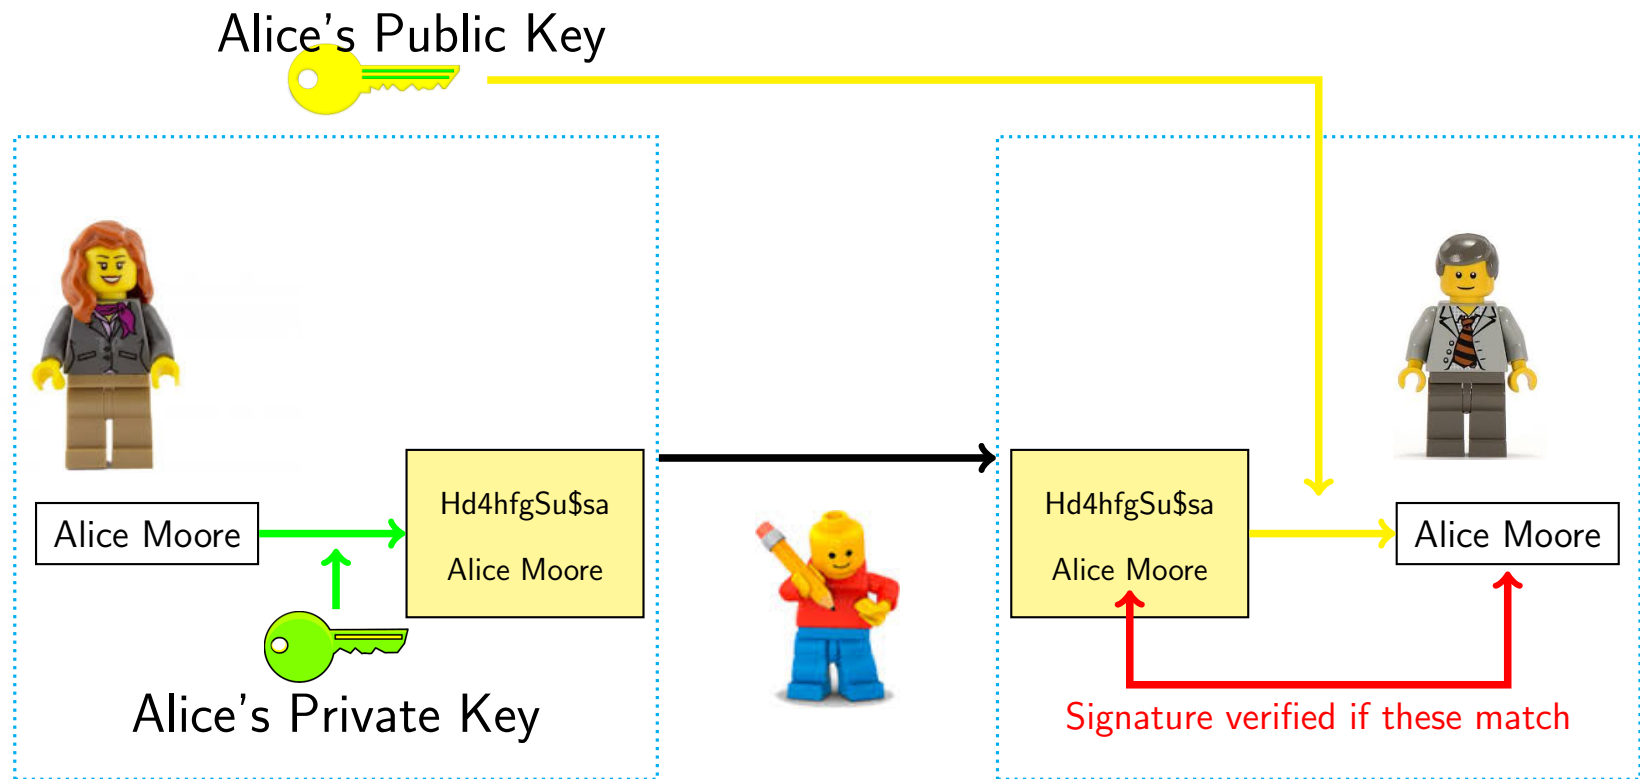 Alice's Public Key
Alice Moore
Hd4hfgSu$sa
Alice Moore
Alice's Private Key
Hd4hfgSu$sa
Alice Moore
Alice Moore
Signature verified if these match